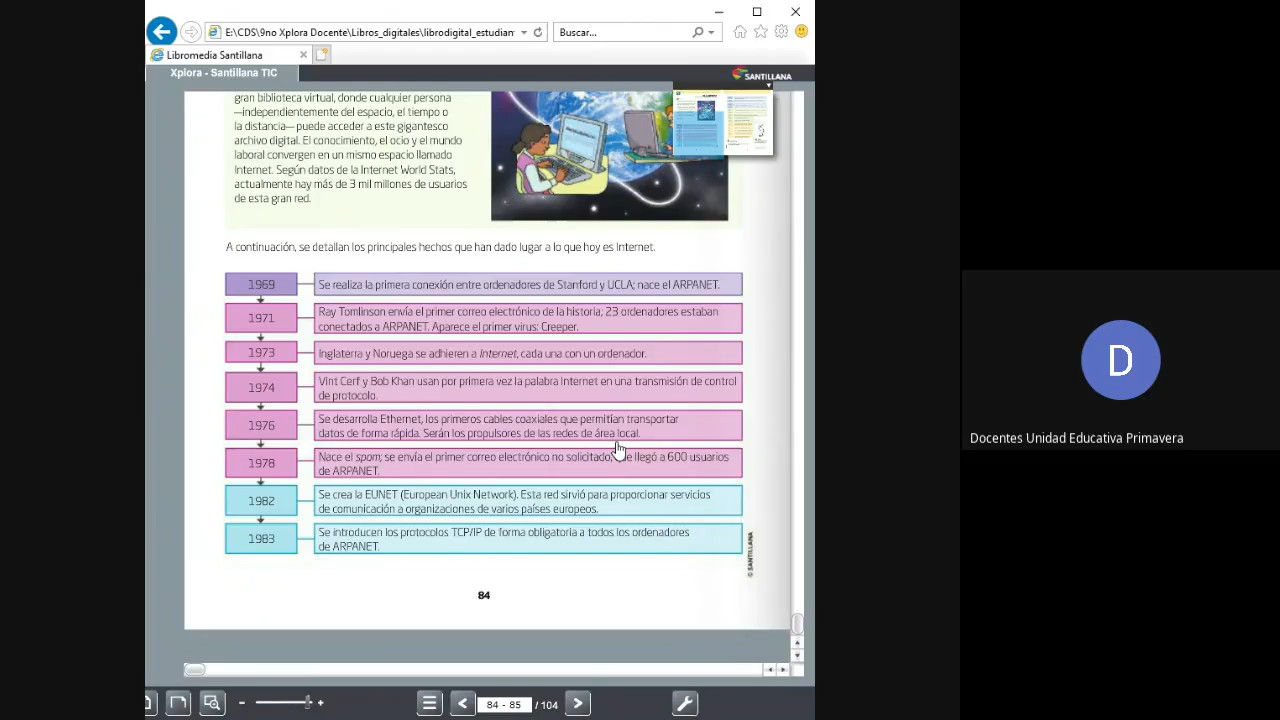 E:\CDS\9no Xplora Docente\Libros_digitales\librodigital_estudian
Buscar...
Libromedia Santillana
Xplora - Santillana TIC
SANTILLANA
gran biblioteca virtual, donde cualquier persona
—independientemente del espacio, el tiempo o
la distancia—, puede acceder a este gigantesco
archivo digital. Entretenimiento, el ocio y el mundo
laboral convergen en un mismo espacio llamado
Internet. Según datos de la Internet World Stats,
actualmente hay más de 3 mil millones de usuarios
de esta gran red.
A continuación, se detallan los principales hechos que han dado lugar a lo que hoy es Internet.
1969
Se realiza la primera conexión entre ordenadores de Stanford y UCLA; nace el ARPANET.
1971
Ray Tomlinson envía el primer correo electrónico de la historia; 23 ordenadores estaban
conectados a ARPANET. Aparece el primer virus: Creeper.
1973
Inglaterra y Noruega se adhieren a Internet, cada una con un ordenador.
1974
Vint Cerf y Bob Khan usan por primera vez la palabra Internet en una transmisión de control
de protocolo.
1976
Se desarrolla Ethernet, los primeros cables coaxiales que permitían transportar
datos de forma rápida. Serán los propulsores de las redes de área local.
1978
Nace el spam; se envía el primer correo electrónico no solicitado, que llegó a 600 usuarios
de ARPANET.
1982
Se crea la EUNET (European Unix Network). Esta red sirvió para proporcionar servicios
de comunicación a organizaciones de varios países europeos.
1983
Se introducen los protocolos TCP/IP de forma obligatoria a todos los ordenadores
de ARPANET.
© SANTILLANA
84
84 - 85 / 104
D
Docentes Unidad Educativa Primavera